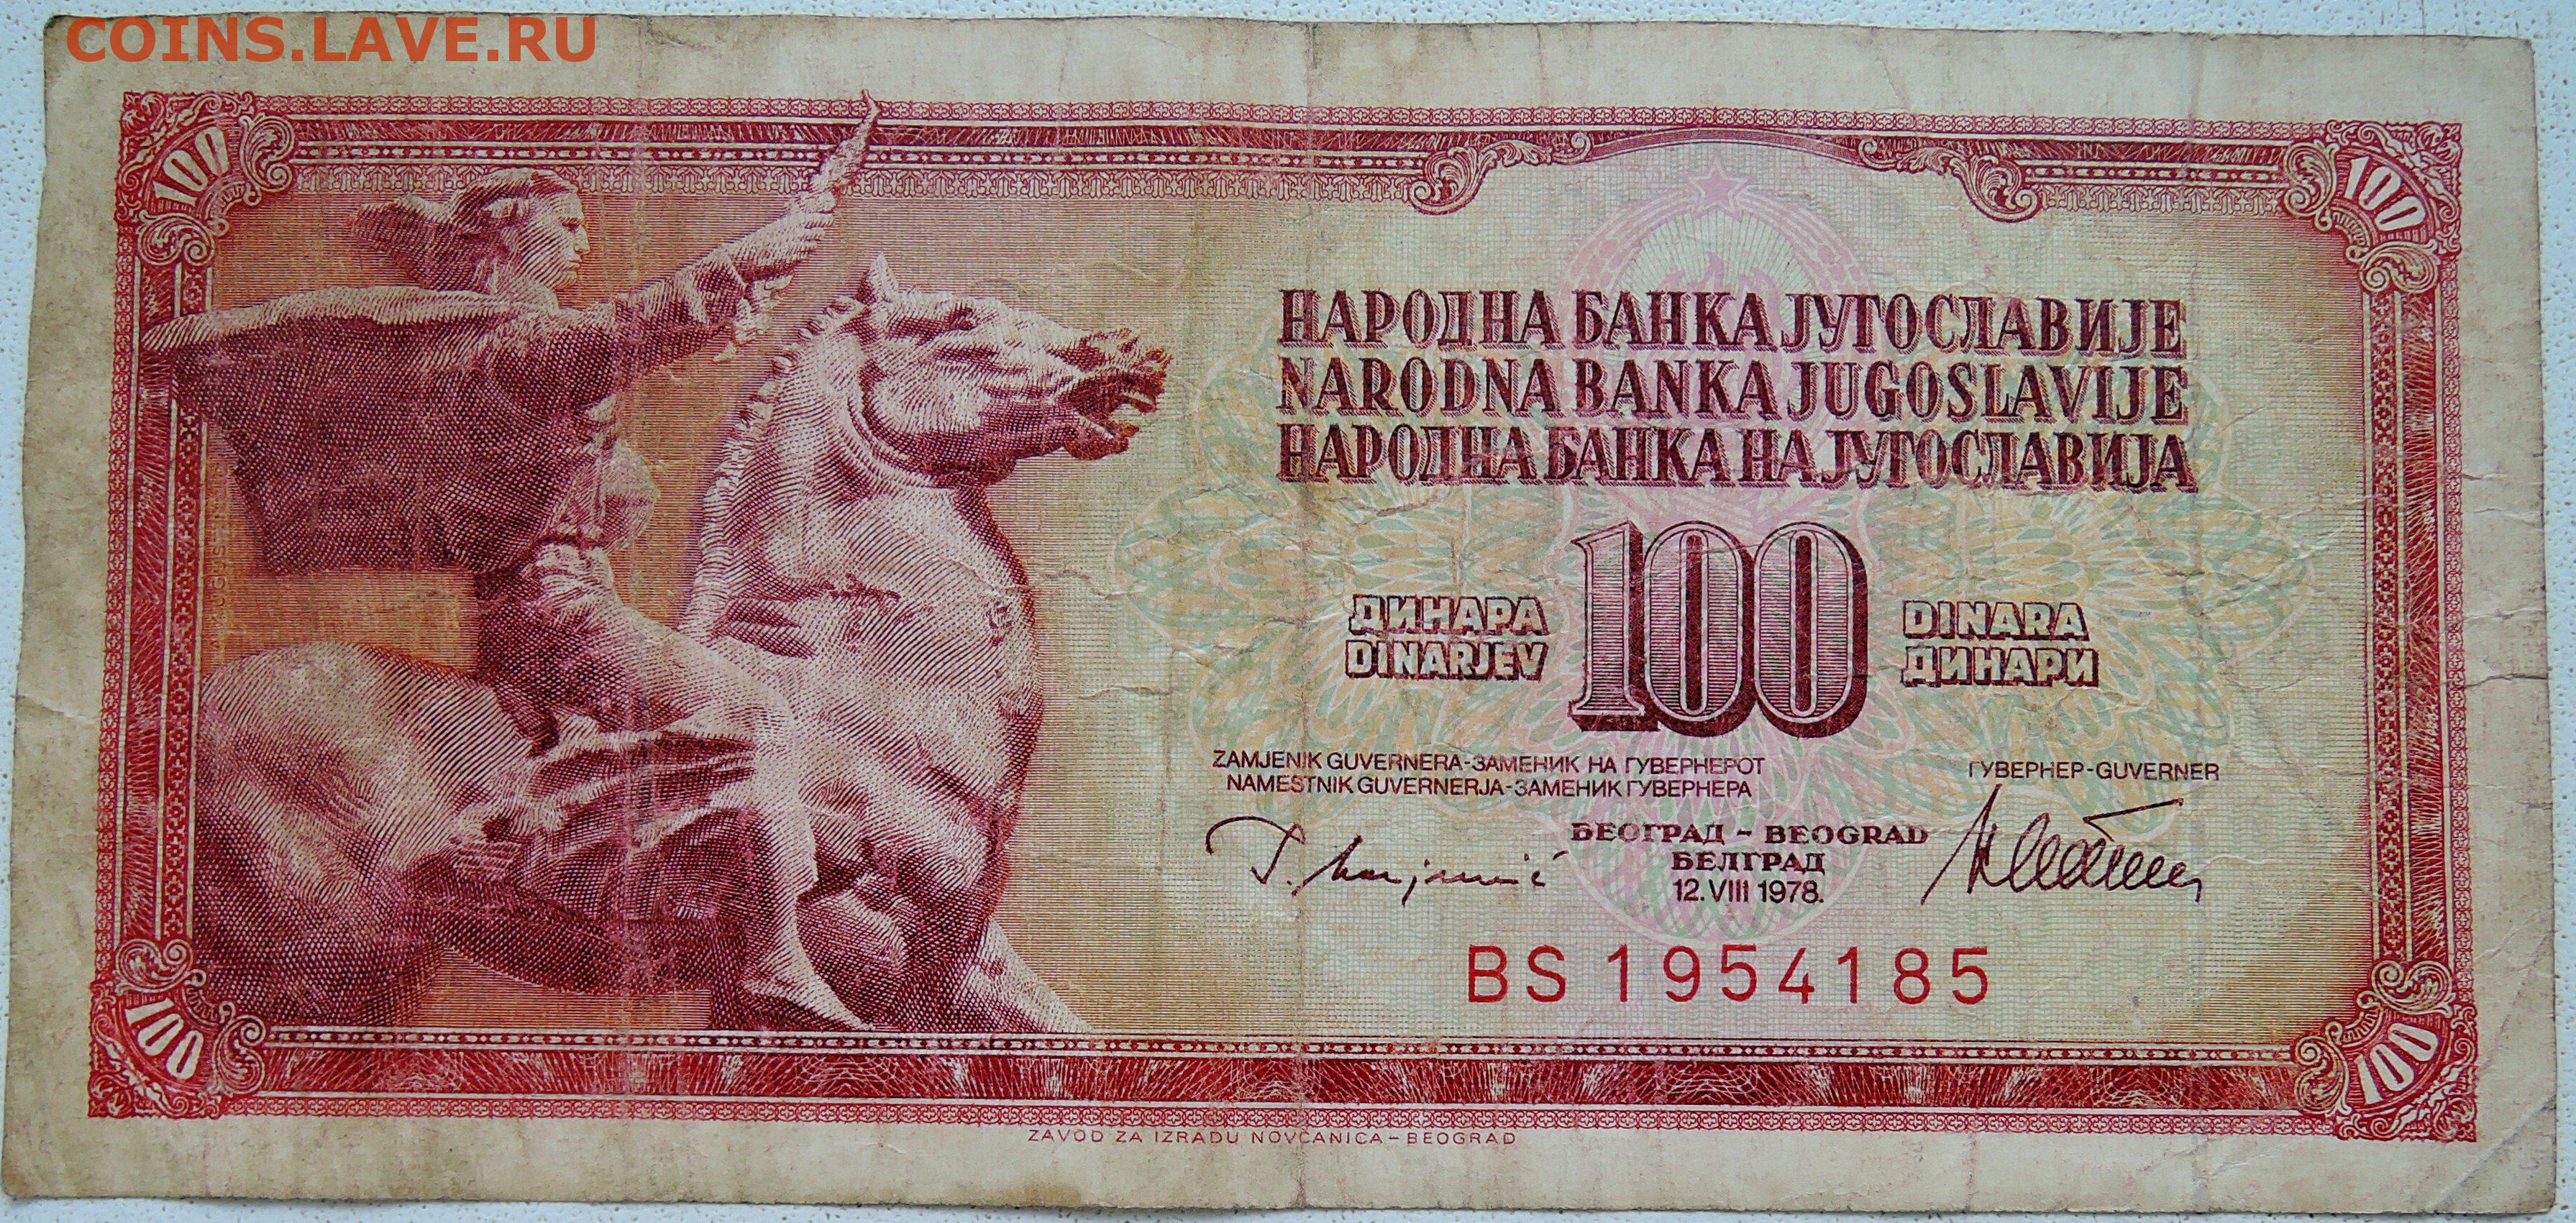 COINS.LAVE.RU
100
100
НАРОДНА БАНКА ЈУГОСЛАВИЈЕ
NARODNA BANKA JUGOSLAVIJE
НАРОДНА БАНКА НА ЈУГОСЛАВИЈА
ДИНАРА 100 DINARA
DINARJEV ДИНАРИ
ZAMJENIK GUVERNERA-ЗАМЕНИК НА ГУВЕРНЕРОТ ГУВЕРНЕР-GUVERNER
NAMESTNIK GUVERNERJA-ЗАМЕНИК ГУВЕРНЕРА
БЕОГРАД - BEOGRAD
БЕЛГРАД
12.VIII 1978.
BS 1954185
100
100
ZAVOD ZA IZRADU NOVČANICA-BEOGRAD